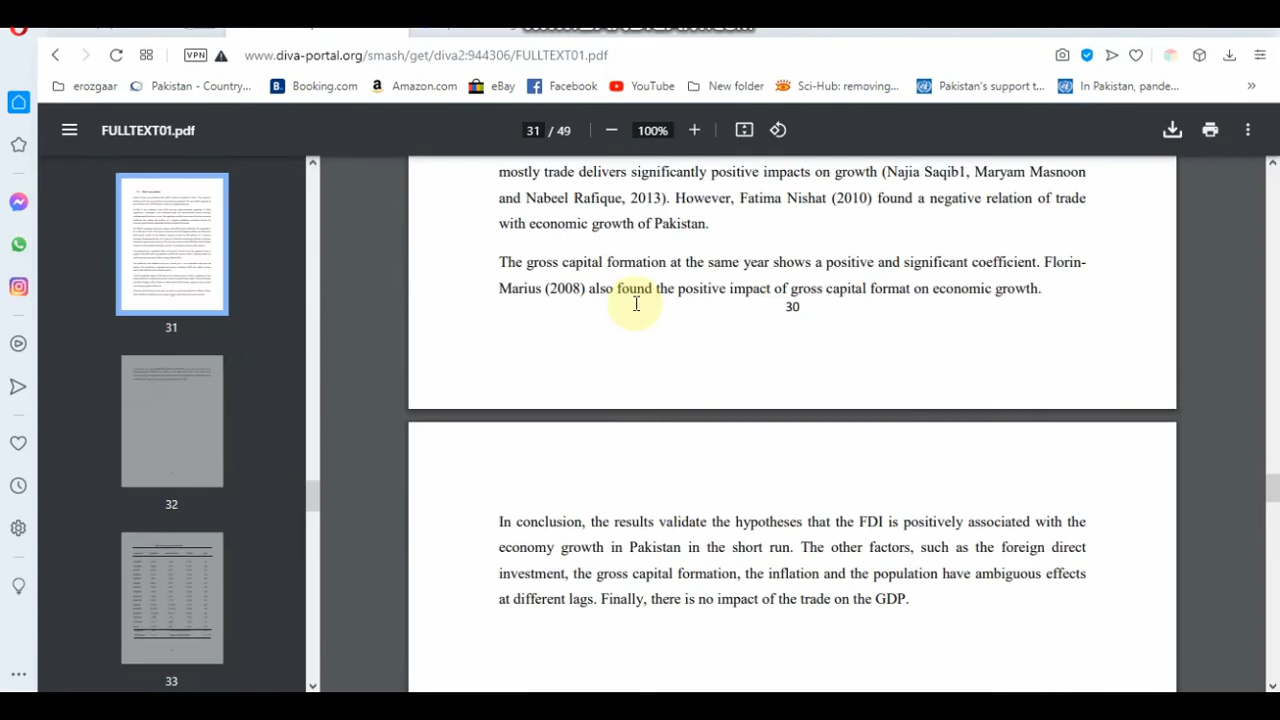 VPN
www.diva-portal.org/smash/get/diva2:944306/FULLTEXT01.pdf
erozgaar
Pakistan - Country...
Booking.com
Amazon.com
eBay
Facebook
YouTube
New folder
Sci-Hub: removing...
Pakistan's support t...
In Pakistan, pande...
»
FULLTEXT01.pdf
31 / 49
100%
31
32
33
mostly trade delivers significantly positive impacts on growth (Najia Saqib1, Maryam Masnoon
and Nabeel Rafique, 2013). However, Fatima Nishat (2010) found a negative relation of trade
with economic growth of Pakistan.
The gross capital formation at the same year shows a positive and significant coefficient. Florin-
Marius (2008) also found the positive impact of gross capital format on economic growth.
30
In conclusion, the results validate the hypotheses that the FDI is positively associated with the
economy growth in Pakistan in the short run. The other factors, such as the foreign direct
investment, the gross capital formation, the inflation and the population have ambiguous effects
at different lags. Finally, there is no impact of the trade on the GDP.